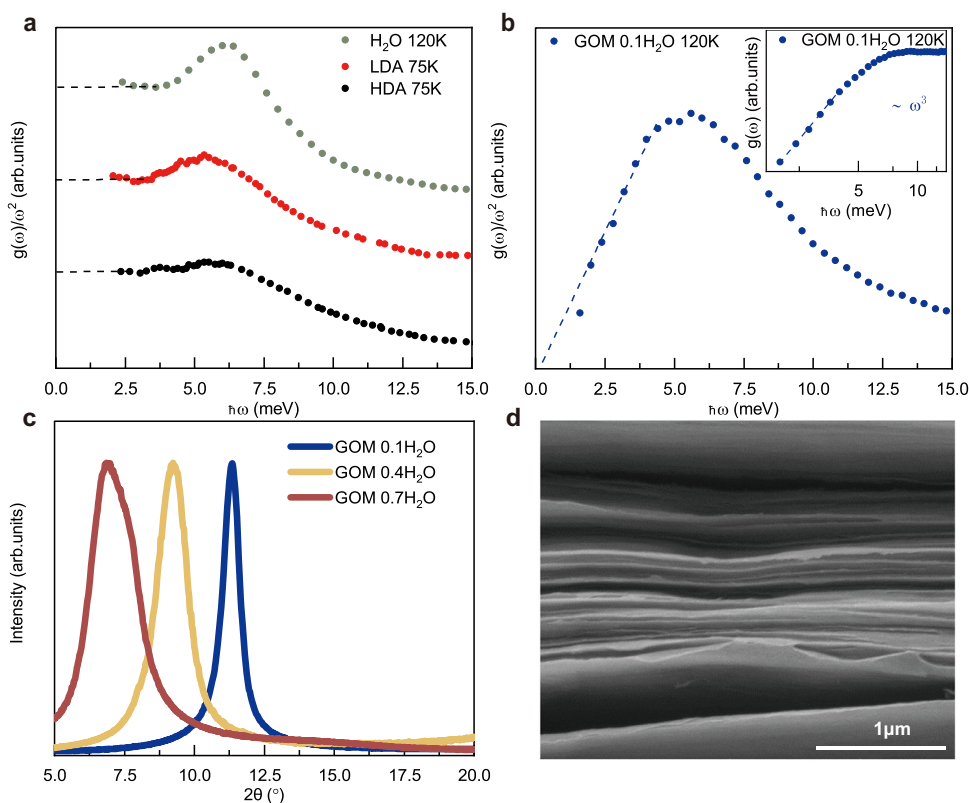 a
H₂O 120K
LDA 75K
HDA 75K
g(ω)/ω² (arb.units)
0.0 2.5 5.0 7.5 10.0 12.5 15.0
ħω (meV)
b
GOM 0.1H₂O 120K
g(ω)/ω² (arb.units)
0.0 2.5 5.0 7.5 10.0 12.5 15.0
ħω (meV)
GOM 0.1H₂O 120K
g(ω) (arb.units)
~ ω³
5 10
ħω (meV)
c
GOM 0.1H₂O
GOM 0.4H₂O
GOM 0.7H₂O
Intensity (arb.units)
5.0 7.5 10.0 12.5 15.0 17.5 20.0
2θ (°)
d
1μm